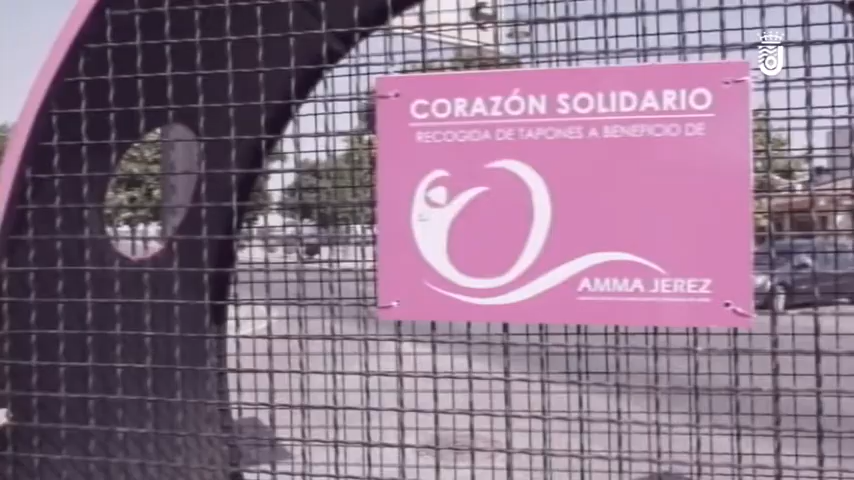 CORAZÓN SOLIDARIO
RECOGIDA DE TAPONES A BENEFICIO DE
AMMA JEREZ